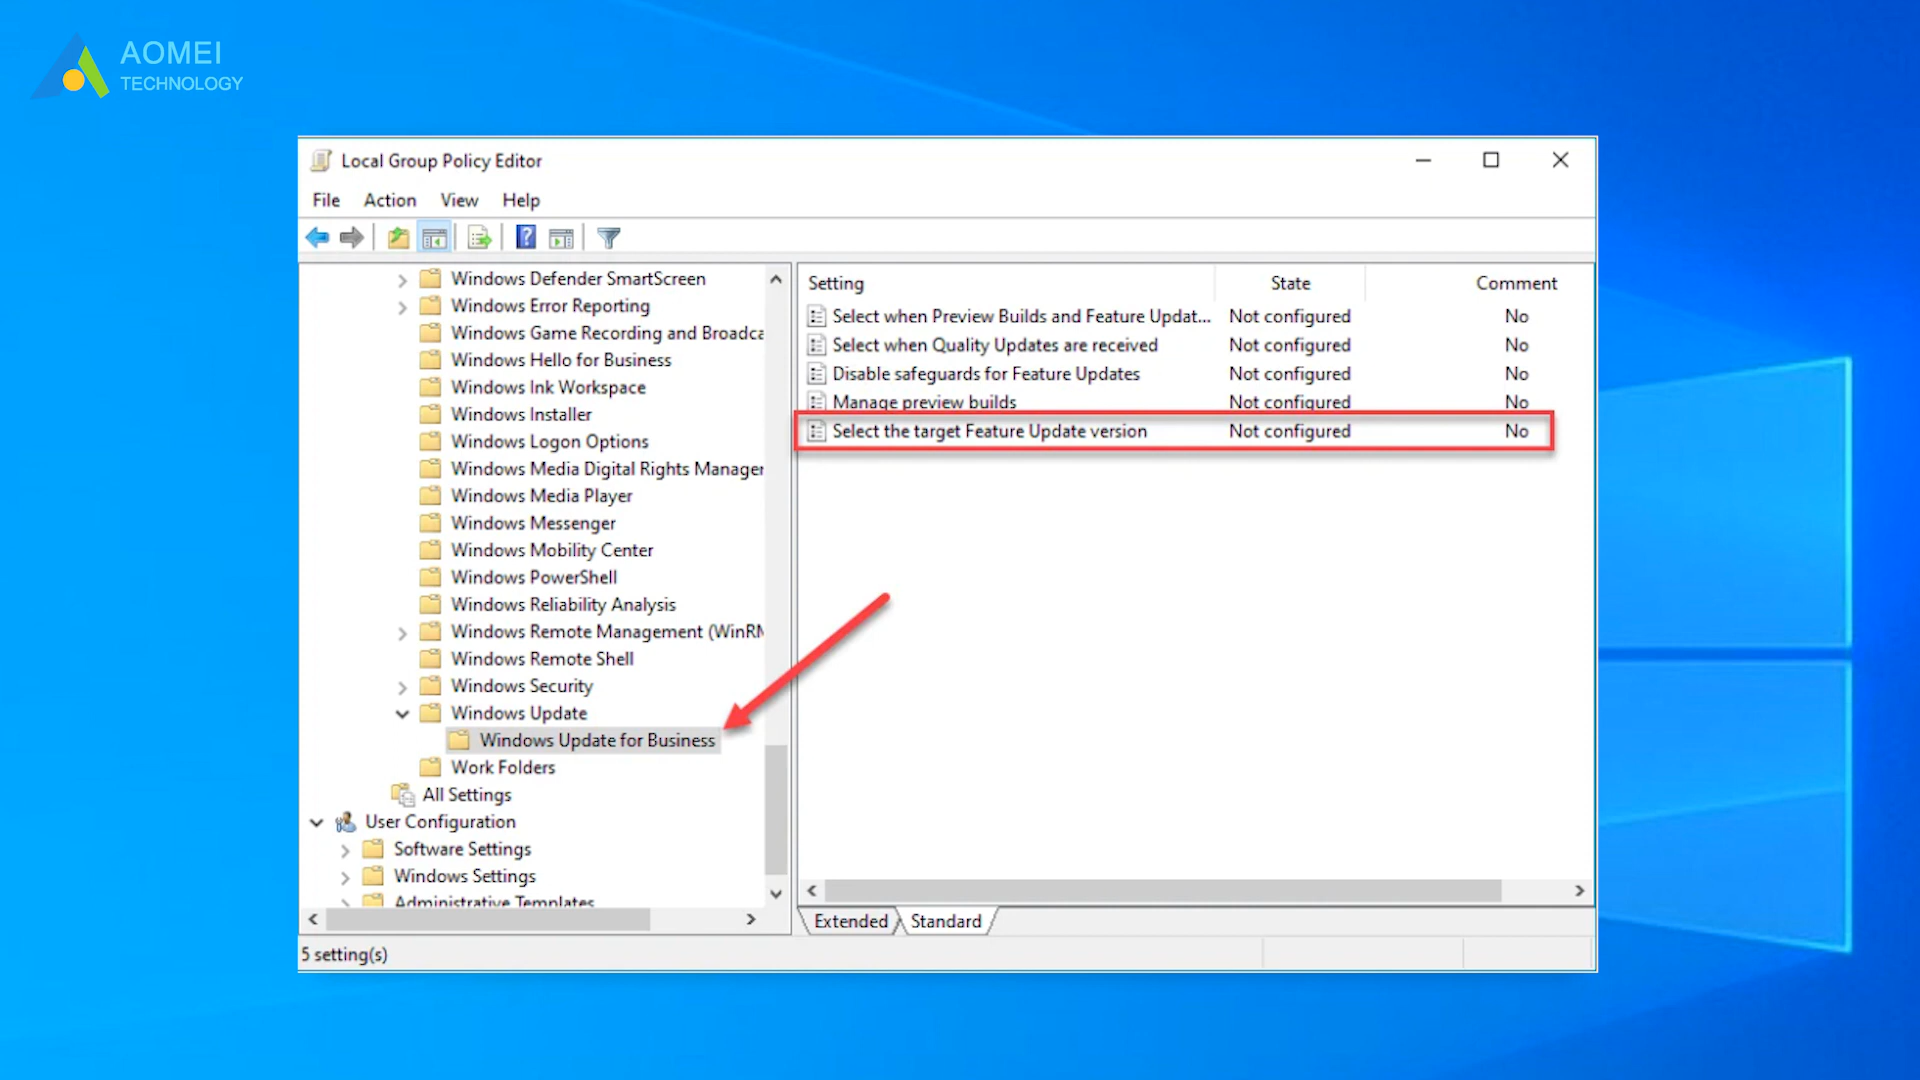 AOMEI
TECHNOLOGY
Local Group Policy Editor
File Action View Help
Windows Defender SmartScreen
Windows Error Reporting
Windows Game Recording and Broadca
Windows Hello for Business
Windows Ink Workspace
Windows Installer
Windows Logon Options
Windows Media Digital Rights Manager
Windows Media Player
Windows Messenger
Windows Mobility Center
Windows PowerShell
Windows Reliability Analysis
Windows Remote Management (WinRM
Windows Remote Shell
Windows Security
Windows Update
Windows Update for Business
Work Folders
All Settings
User Configuration
Software Settings
Windows Settings
Administrative Templates
Setting State Comment
Select when Preview Builds and Feature Updat... Not configured No
Select when Quality Updates are received Not configured No
Disable safeguards for Feature Updates Not configured No
Manage preview builds Not configured No
Select the target Feature Update version Not configured No
Extended Standard
5 setting(s)